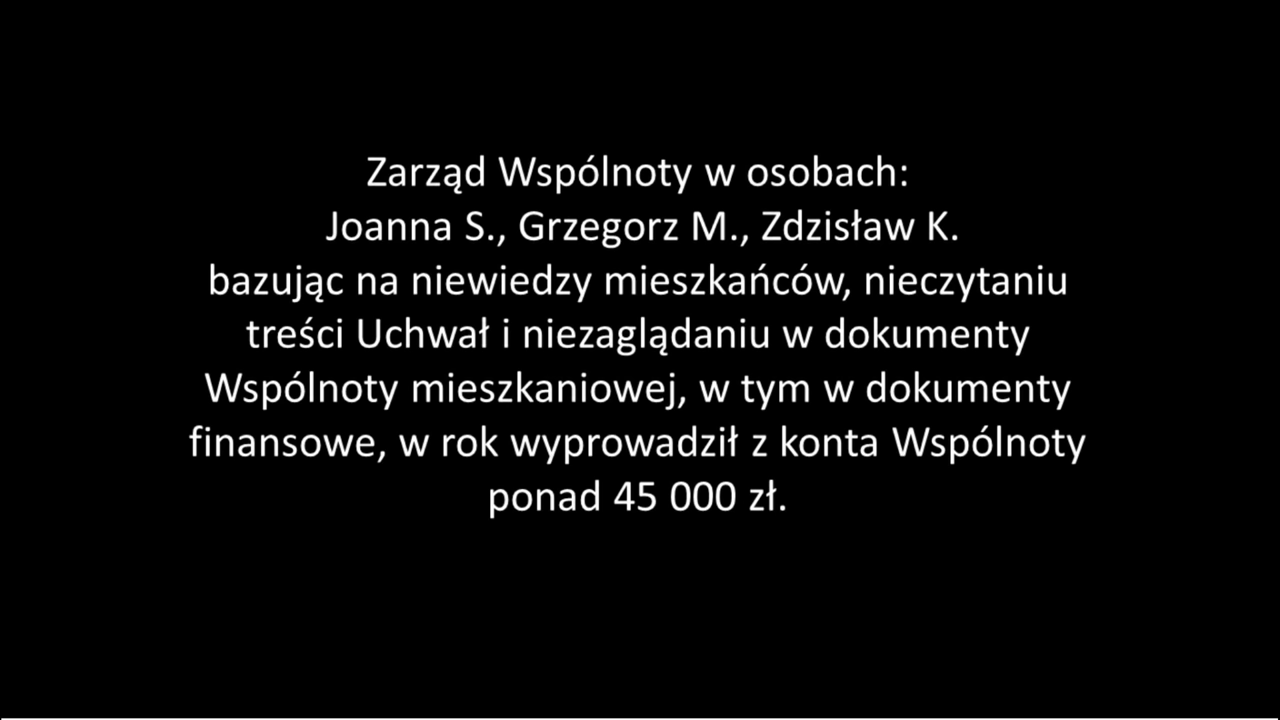 Zarząd Wspólnoty w osobach:
Joanna S., Grzegorz M., Zdzisław K.
bazując na niewiedzy mieszkańców, nieczytaniu
treści Uchwał i niezaglądaniu w dokumenty
Wspólnoty mieszkaniowej, w tym w dokumenty
finansowe, w rok wyprowadził z konta Wspólnoty
ponad 45 000 zł.